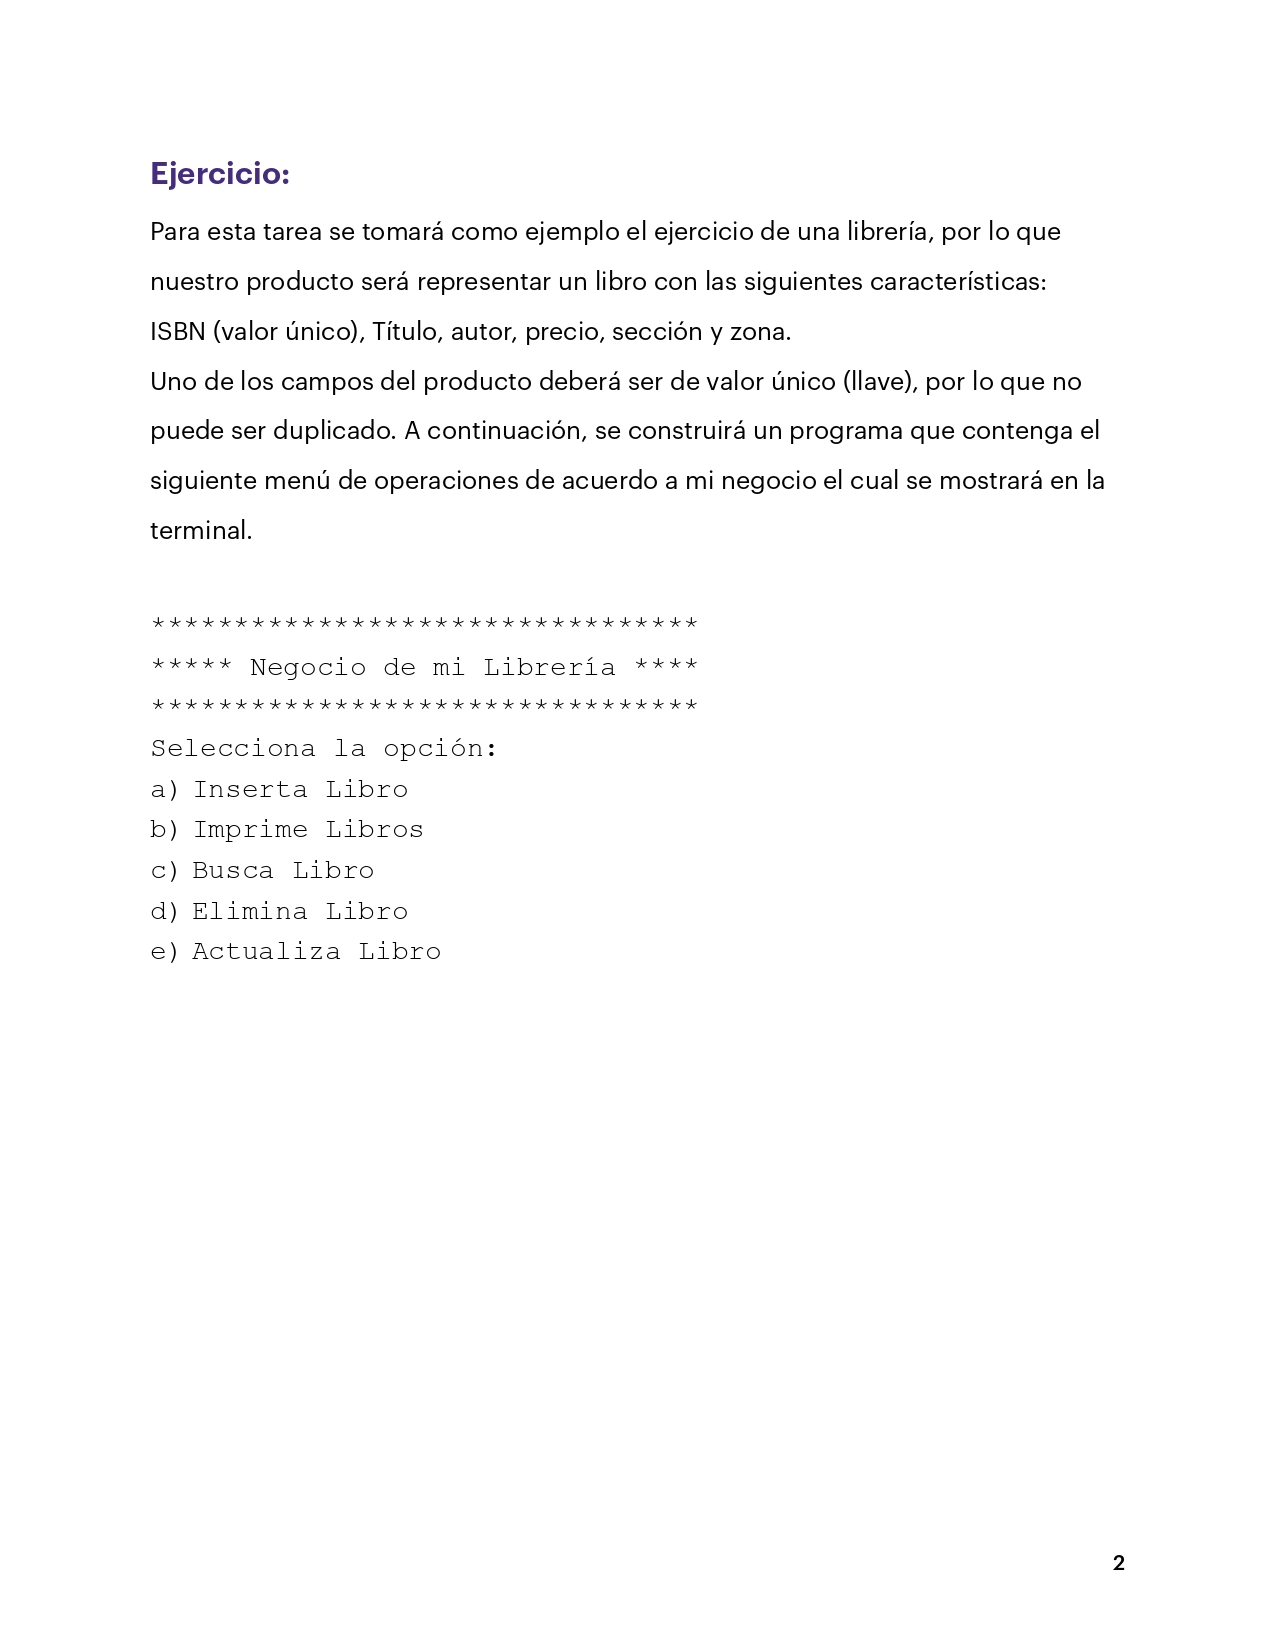 Ejercicio:
Para esta tarea se tomará como ejemplo el ejercicio de una librería, por lo que
nuestro producto será representar un libro con las siguientes características:
ISBN (valor único), Título, autor, precio, sección y zona.
Uno de los campos del producto deberá ser de valor único (llave), por lo que no
puede ser duplicado. A continuación, se construirá un programa que contenga el
siguiente menú de operaciones de acuerdo a mi negocio el cual se mostrará en la
terminal.
*********************************
***** Negocio de mi Librería ****
*********************************
Selecciona la opción:
a) Inserta Libro
b) Imprime Libros
c) Busca Libro
d) Elimina Libro
e) Actualiza Libro
2